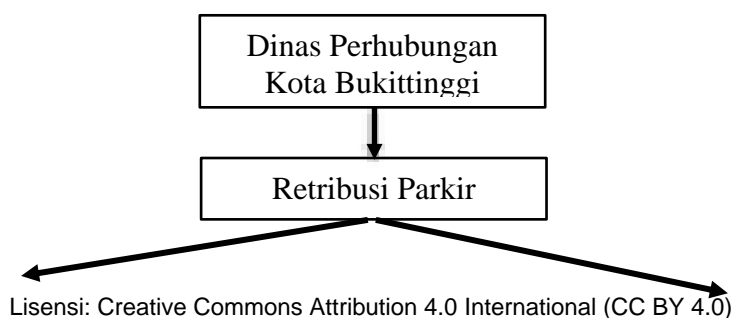 Dinas Perhubungan
Kota Bukittinggi
Retribusi Parkir
Lisensi: Creative Commons Attribution 4.0 International (CC BY 4.0)